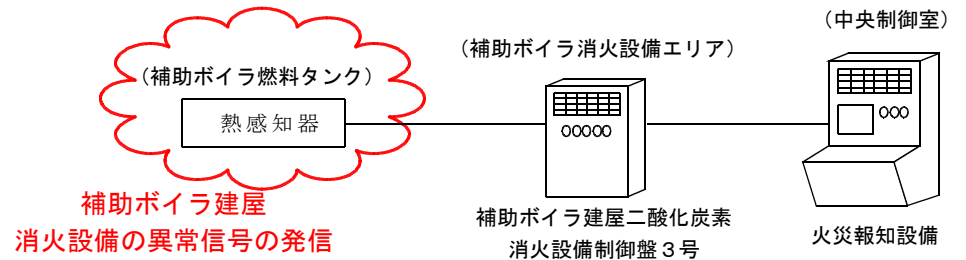 （中央制御室）
（補助ボイラ消火設備エリア）
（補助ボイラ燃料タンク）
熱感知器
補助ボイラ建屋
消火設備の異常信号の発信
補助ボイラ建屋二酸化炭素
消火設備制御盤３号
火災報知設備